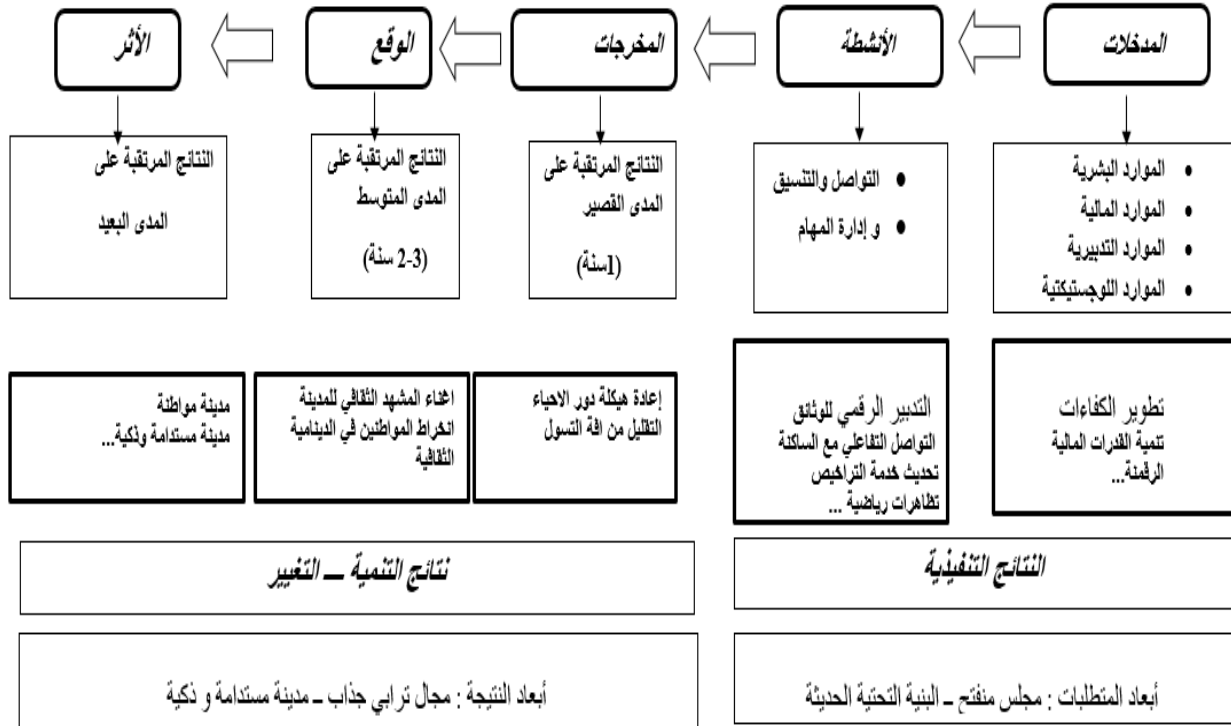 المدخلات
الأنشطة
المخرجات
الوقع
الأثر
• الموارد البشرية
• الموارد المالية
• الموارد التدبيرية
• الموارد اللوجستيكتية
• التواصل والتنسيق
• و إدارة المهام
النتائج المرتقبة على
المدى القصير
(1سنة)
النتائج المرتقبة على
المدى المتوسط
(2-3 سنة)
النتائج المرتقبة على
المدى البعيد
تطوير الكفاءات
تنمية القدرات المالية
الرقمنة...
التدبير الرقمي للوثائق
التواصل التفاعلي مع الساكنة
تحديث خدمة التراخيص
تظاهرات رياضية ...
إعادة هيكلة دور الاحياء
التقليل من افة التسول
اغناء المشهد الثقافي للمدينة
انخراط المواطنين في الدينامية
الثقافية
مدينة مواطنة
مدينة مستدامة وذكية...
النتائج التنفيذية
نتائج التنمية – التغيير
أبعاد المتطلبات : مجلس منفتح – البنية التحتية الحديثة
أبعاد النتيجة : مجال ترابي جذاب – مدينة مستدامة و ذكية